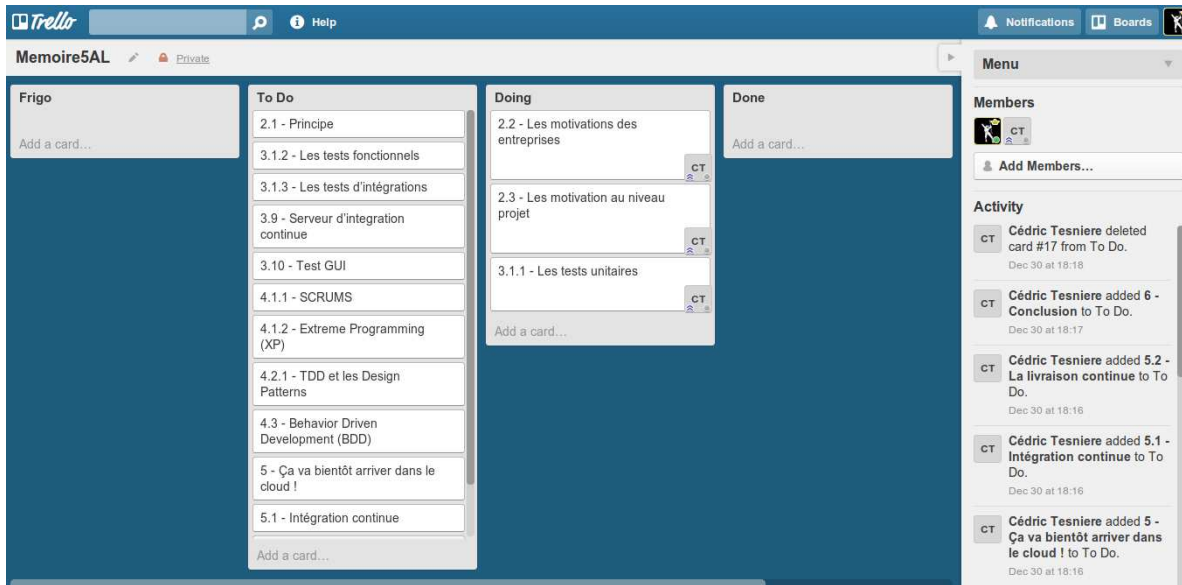 Trello
Help
Notifications
Boards
Memoire5AL
Private
Frigo
Add a card...
To Do
2.1 - Principe
3.1.2 - Les tests fonctionnels
3.1.3 - Les tests d'intégrations
3.9 - Serveur d'integration
continue
3.10 - Test GUI
4.1.1 - SCRUMS
4.1.2 - Extreme Programming
(XP)
4.2.1 - TDD et les Design
Patterns
4.3 - Behavior Driven
Development (BDD)
5 - Ça va bientôt arriver dans le
cloud !
5.1 - Intégration continue
Add a card...
Doing
2.2 - Les motivations des
entreprises
CT
2.3 - Les motivation au niveau
projet
CT
3.1.1 - Les tests unitaires
CT
Add a card...
Done
Add a card...
Menu
Members
CT
Add Members...
Activity
CT
Cédric Tesniere deleted
card #17 from To Do.
Dec 30 at 18:18
CT
Cédric Tesniere added 6 -
Conclusion to To Do.
Dec 30 at 18:17
CT
Cédric Tesniere added 5.2 -
La livraison continue to To
Do.
Dec 30 at 18:16
CT
Cédric Tesniere added 5.1 -
Intégration continue to To
Do.
Dec 30 at 18:16
CT
Cédric Tesniere added 5 -
Ça va bientôt arriver dans
le cloud ! to To Do.
Dec 30 at 18:16